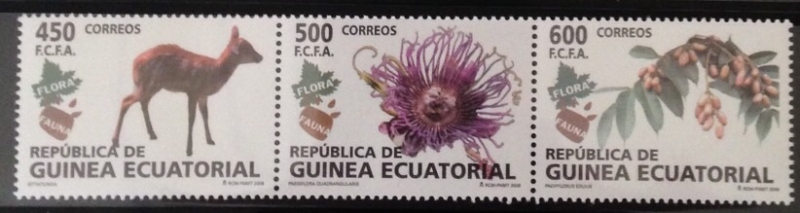 450 CORREOS
F.C.F.A.
FLORA
FAUNA
REPÚBLICA DE
GUINEA ECUATORIAL
500 CORREOS
F.C.F.A.
FLORA
FAUNA
REPÚBLICA DE
GUINEA ECUATORIAL
PASSIFLORA QUADRANGULARIS
600 CORREOS
F.C.F.A.
FLORA
FAUNA
REPÚBLICA DE
GUINEA ECUATORIAL